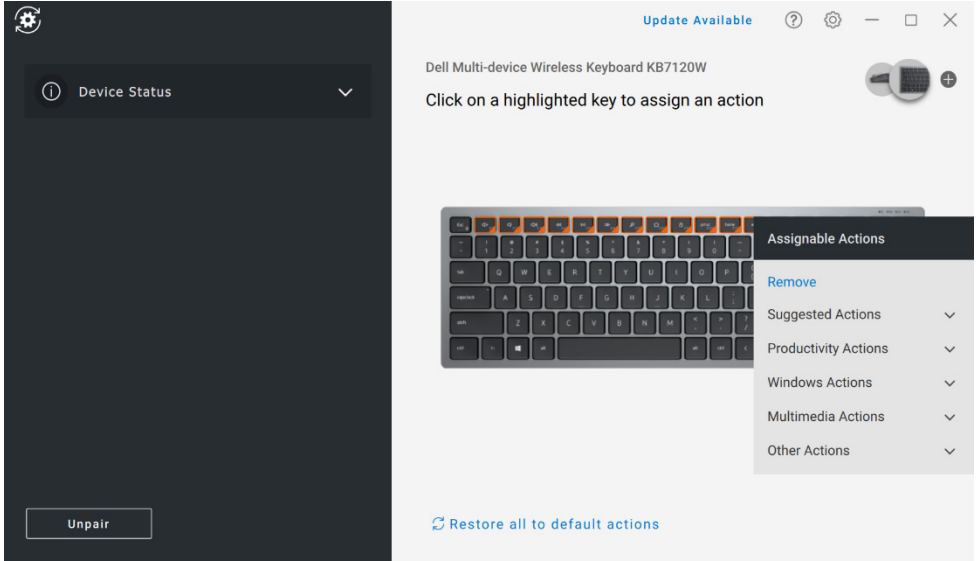 Update Available
Device Status
Dell Multi-device Wireless Keyboard KB7120W
Click on a highlighted key to assign an action
Q W E R T Y U I O P
A S D F G H J K L
Z X C V B N M
Assignable Actions
Remove
Suggested Actions
Productivity Actions
Windows Actions
Multimedia Actions
Other Actions
Unpair
Restore all to default actions